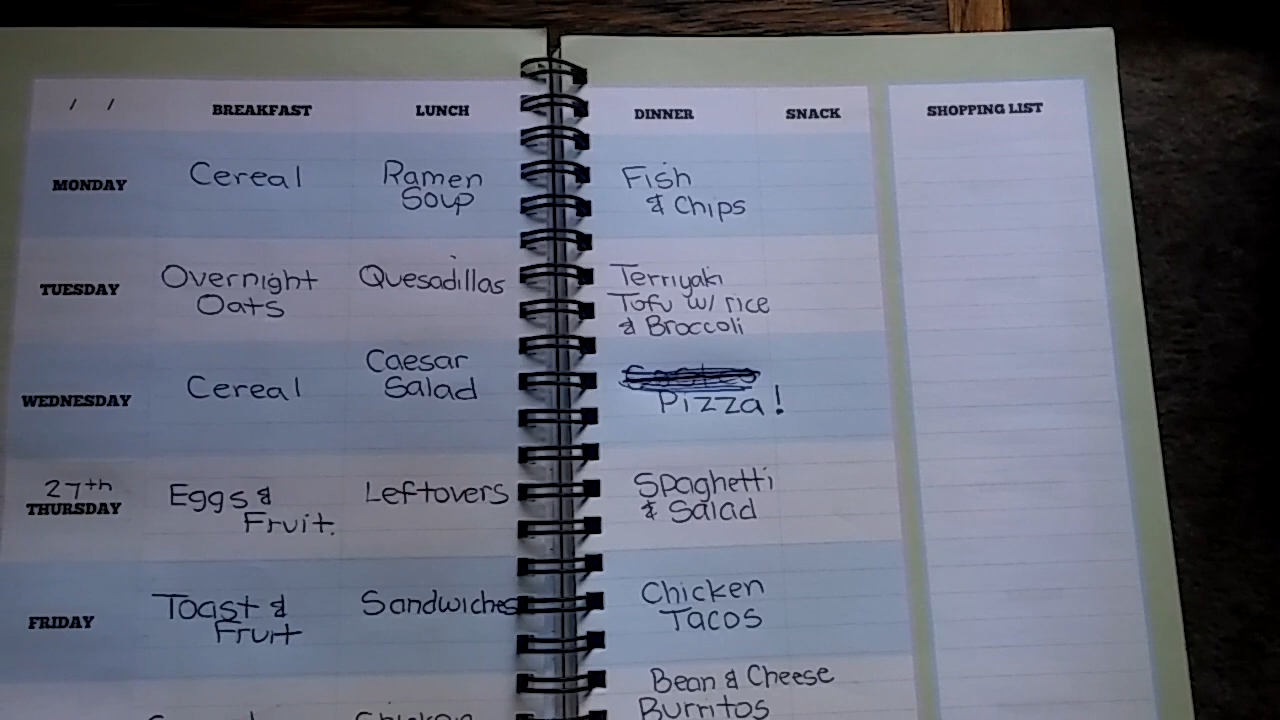 / / BREAKFAST LUNCH DINNER SNACK SHOPPING LIST
MONDAY
Cereal
Ramen
Soup
Fish
& Chips
TUESDAY
Overnight
Oats
Quesadillas
Terriyaki
Tofu w/ rice
& Broccoli
WEDNESDAY
Cereal
Caesar
Salad
Pizza!
27th
THURSDAY
Eggs &
Fruit.
Leftovers
Spaghetti
& Salad
FRIDAY
Toast &
Fruit
Sandwiches
Chicken
Tacos
Chicken
Bean & Cheese
Burritos